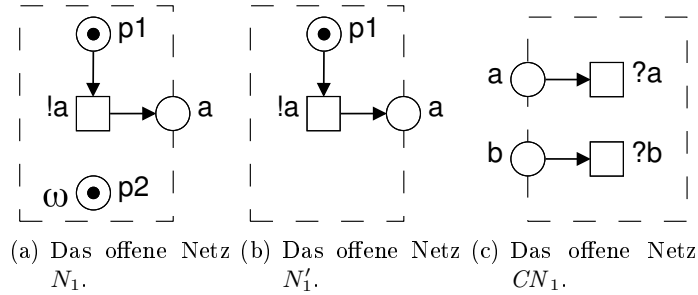 p1
!a
a
ω
p2
p1
!a
a
a
?a
b
?b
(a) Das offene Netz
N₁.
(b) Das offene Netz
N₁′.
(c) Das offene Netz
CN₁.